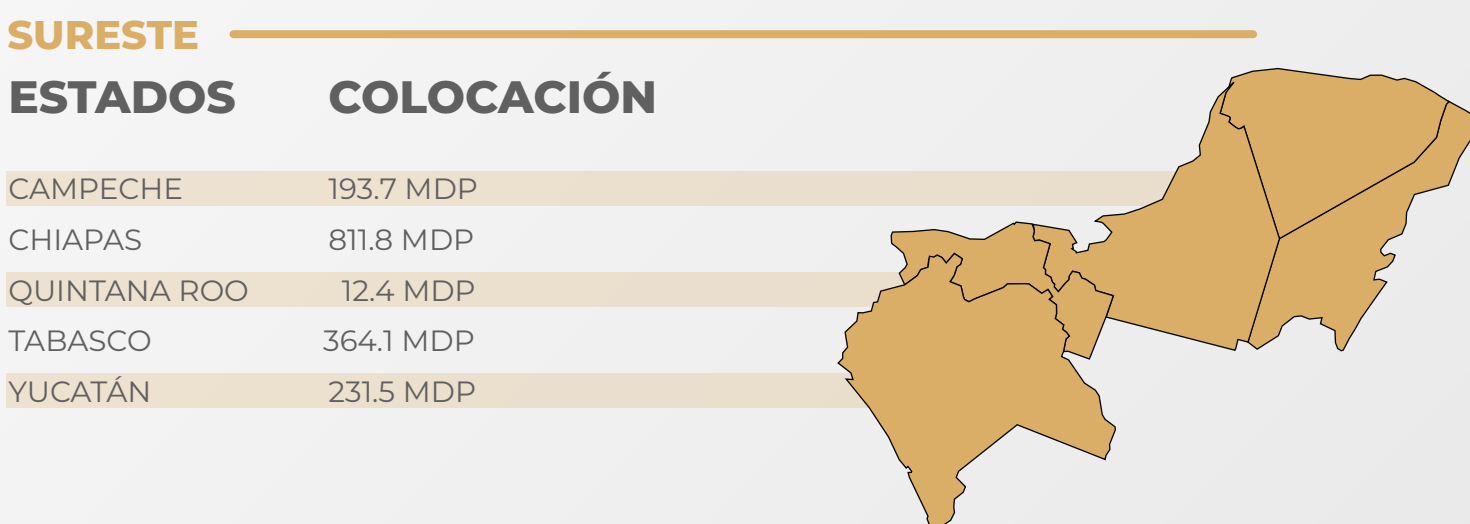 SURESTE
ESTADOS COLOCACIÓN
CAMPECHE 193.7 MDP
CHIAPAS 811.8 MDP
QUINTANA ROO 12.4 MDP
TABASCO 364.1 MDP
YUCATÁN 231.5 MDP